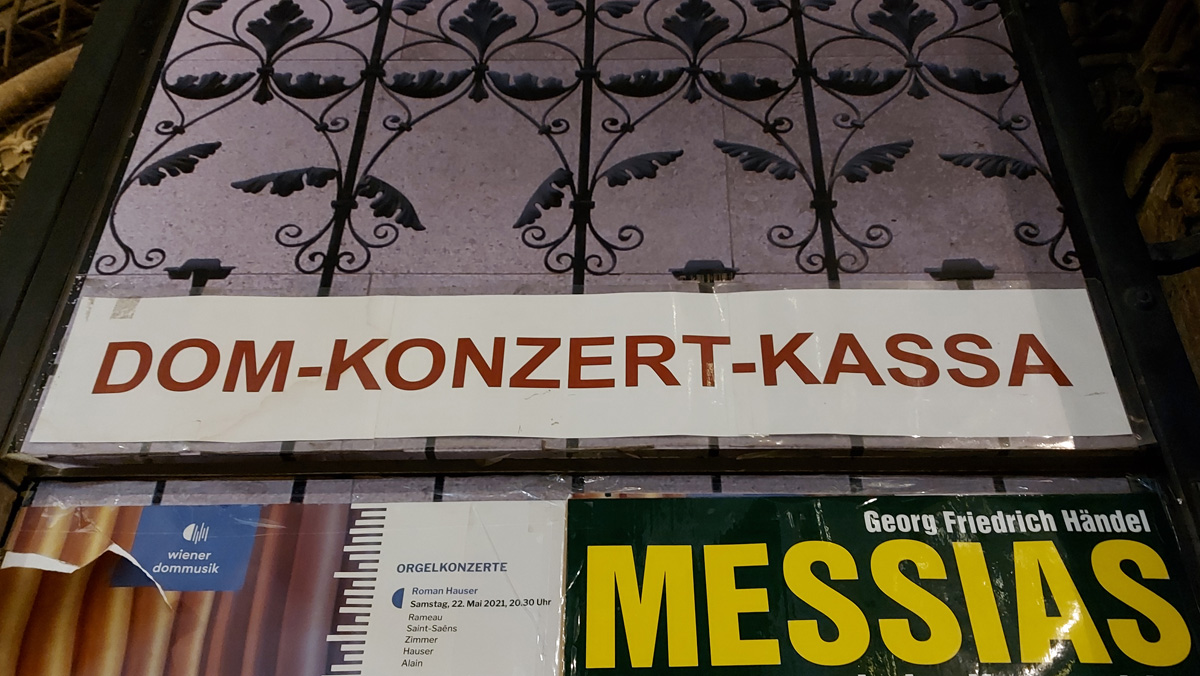 DOM-KONZERT-KASSA
wiener
dommusik
ORGELKONZERTE
Roman Hauser
Samstag, 22. Mai 2021, 20.30 Uhr
Rameau
Saint-Saëns
Zimmer
Hauser
Alain
Georg Friedrich Händel
MESSIAS